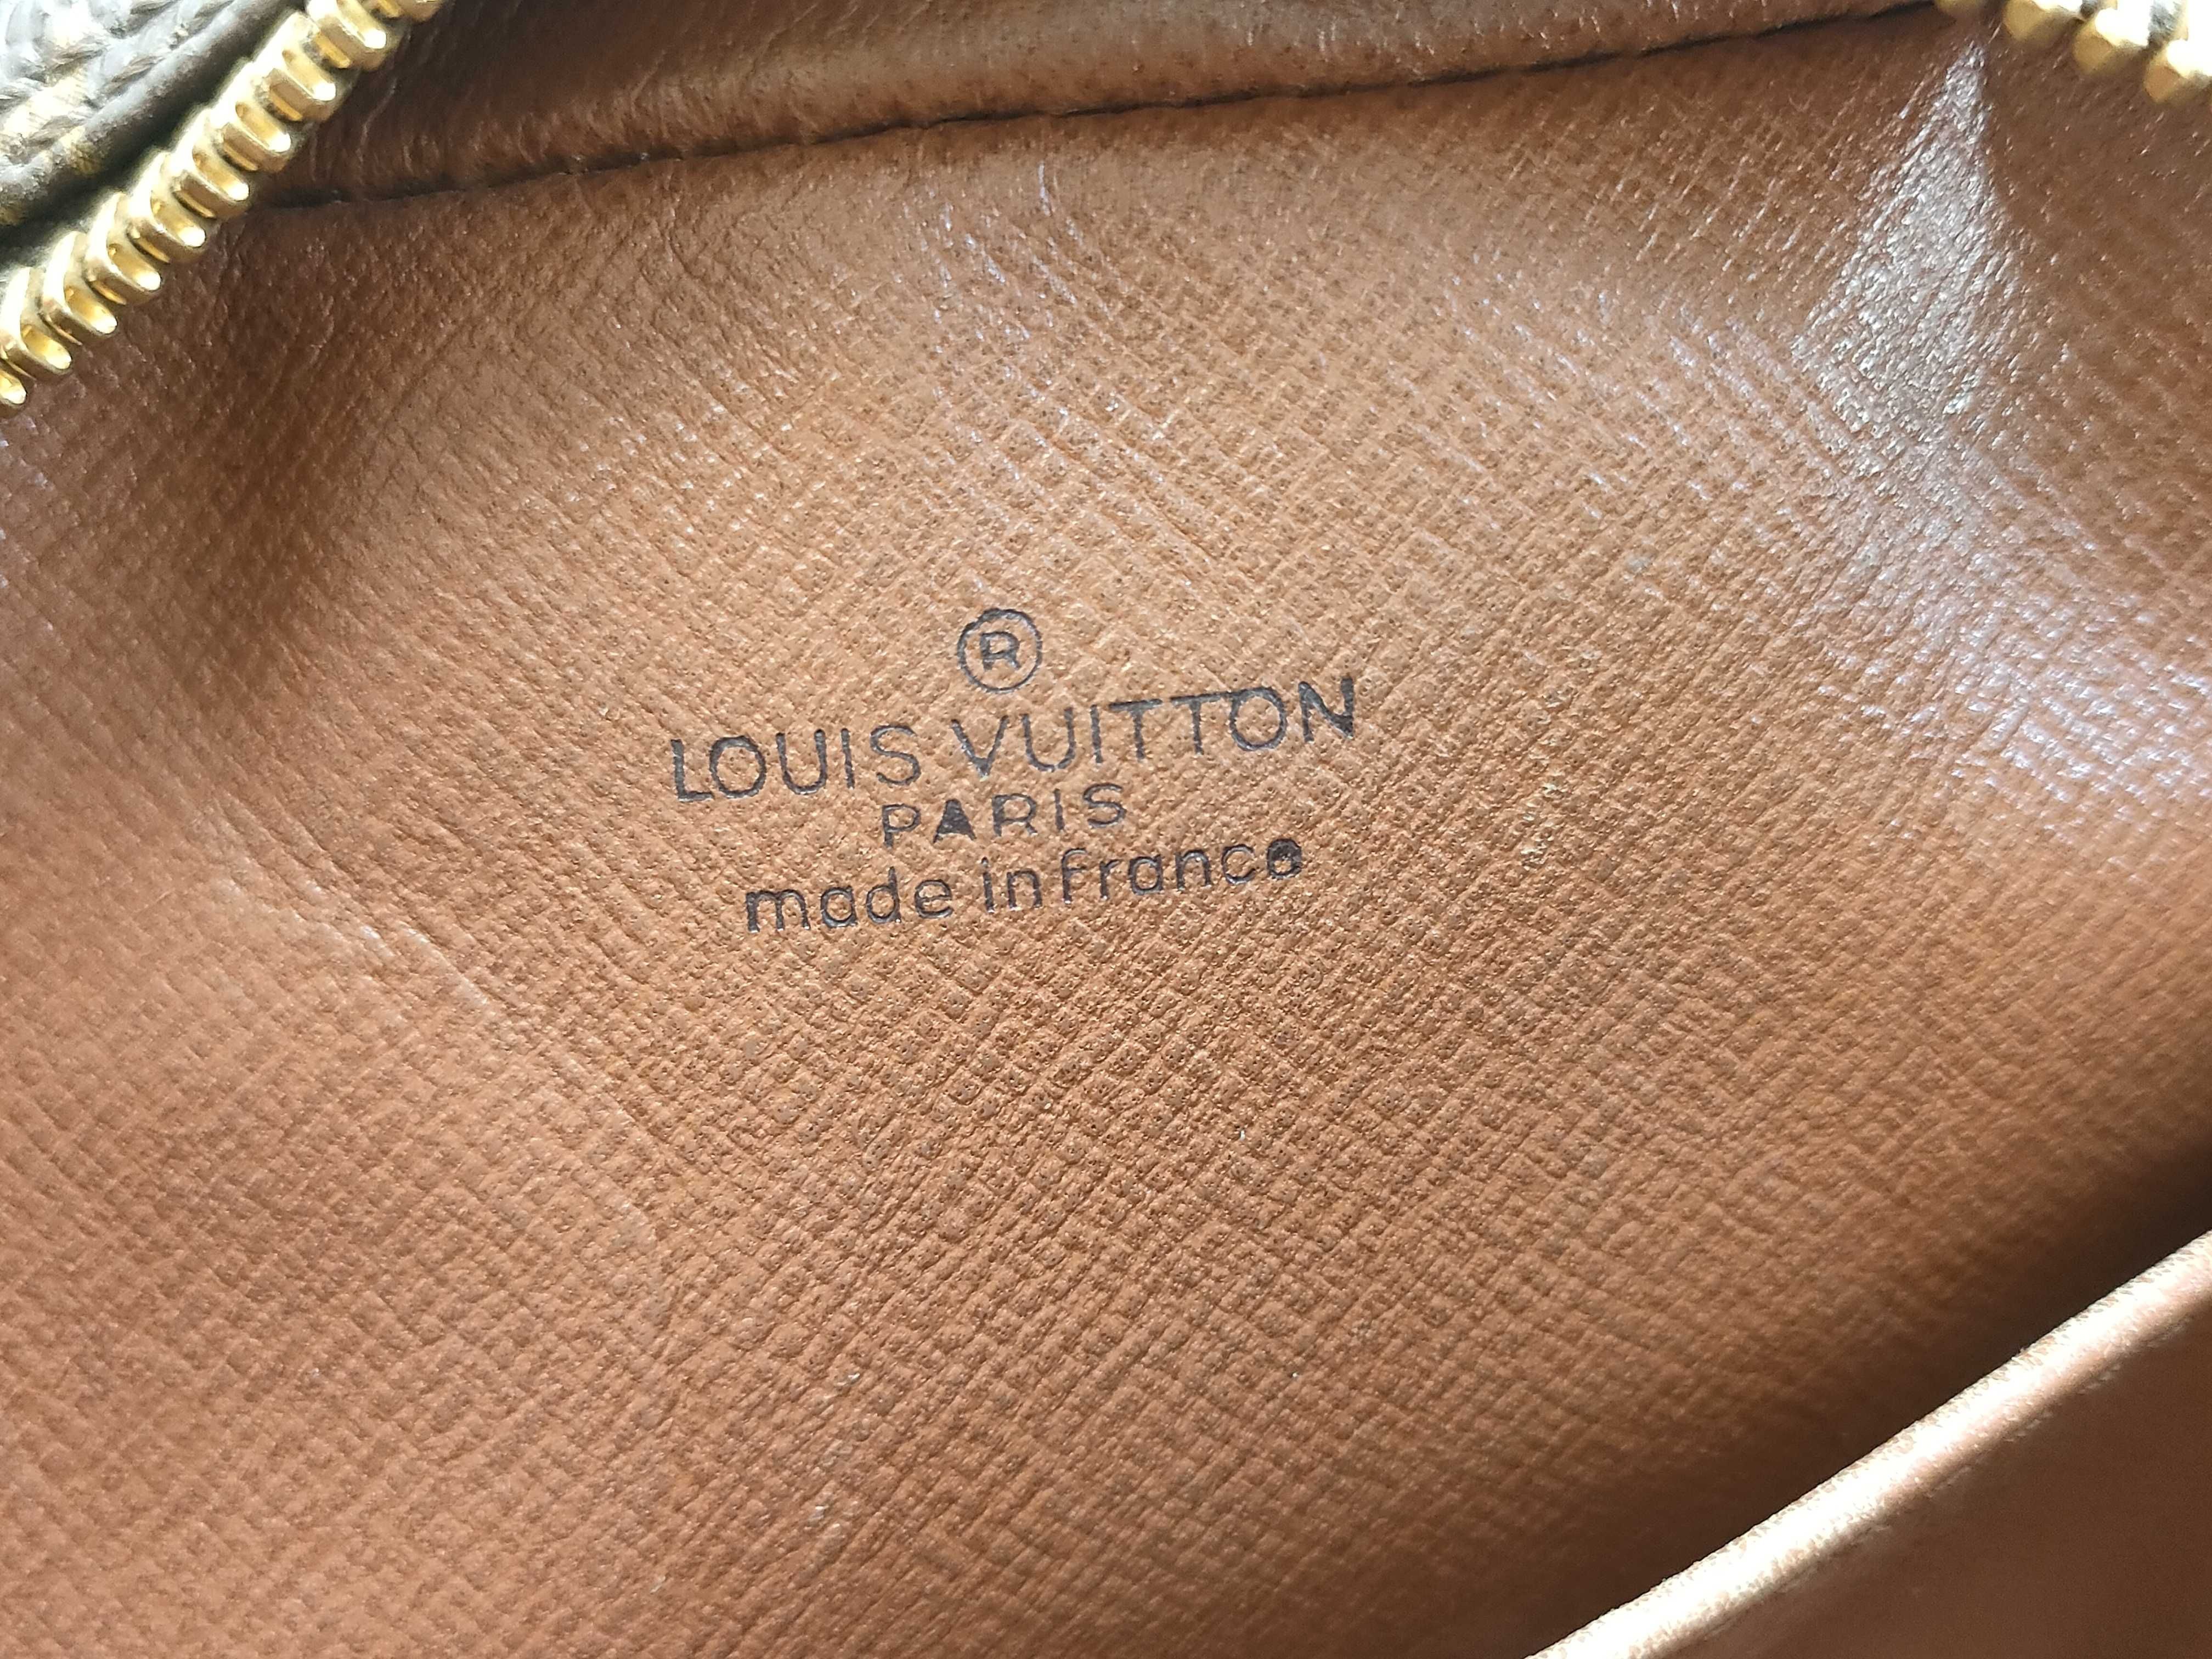 ®
LOUIS VUITTON
PARIS
made in France